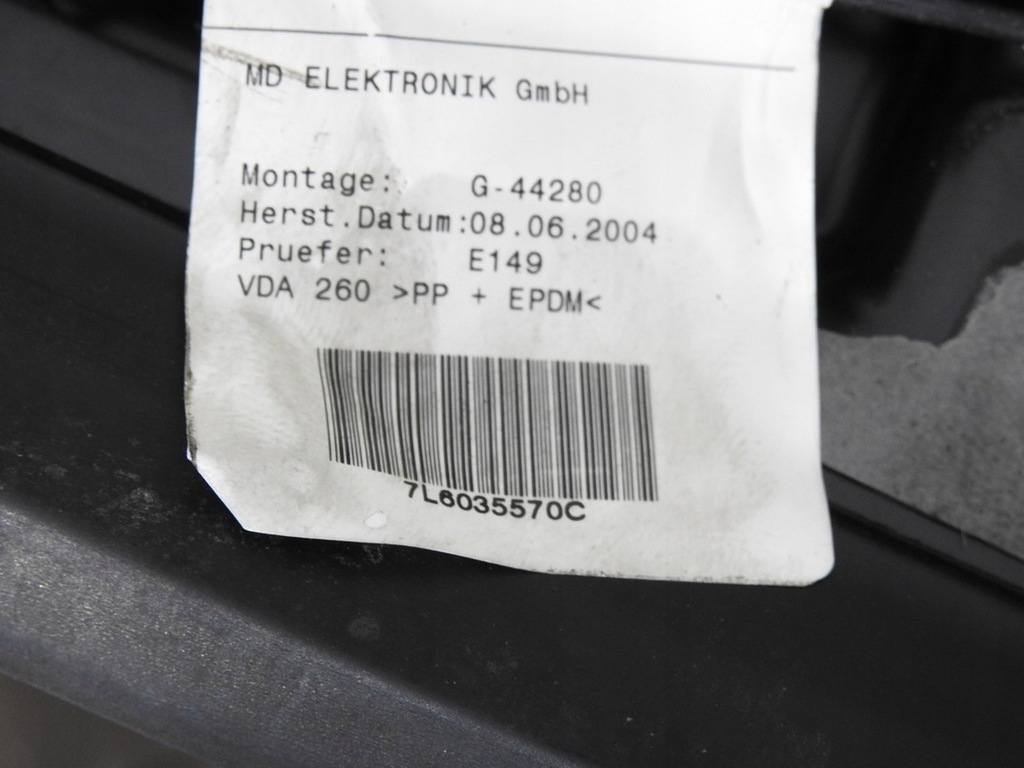 MD ELEKTRONIK GmbH
Montage: G-44280
Herst.Datum:08.06.2004
Pruefer: E149
VDA 260 >PP + EPDM<
7L6035570C